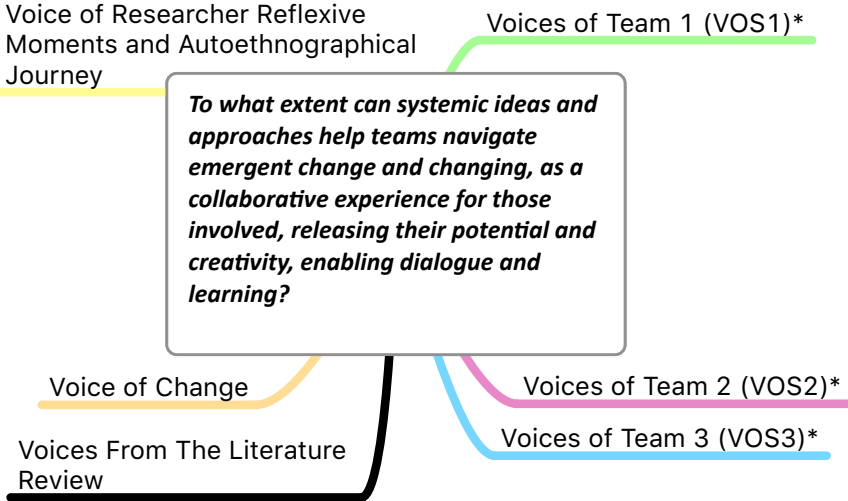 Voice of Researcher Reflexive
Moments and Autoethnographical
Journey
Voices of Team 1 (VOS1)*
To what extent can systemic ideas and
approaches help teams navigate
emergent change and changing, as a
collaborative experience for those
involved, releasing their potential and
creativity, enabling dialogue and
learning?
Voice of Change
Voices From The Literature
Review
Voices of Team 2 (VOS2)*
Voices of Team 3 (VOS3)*